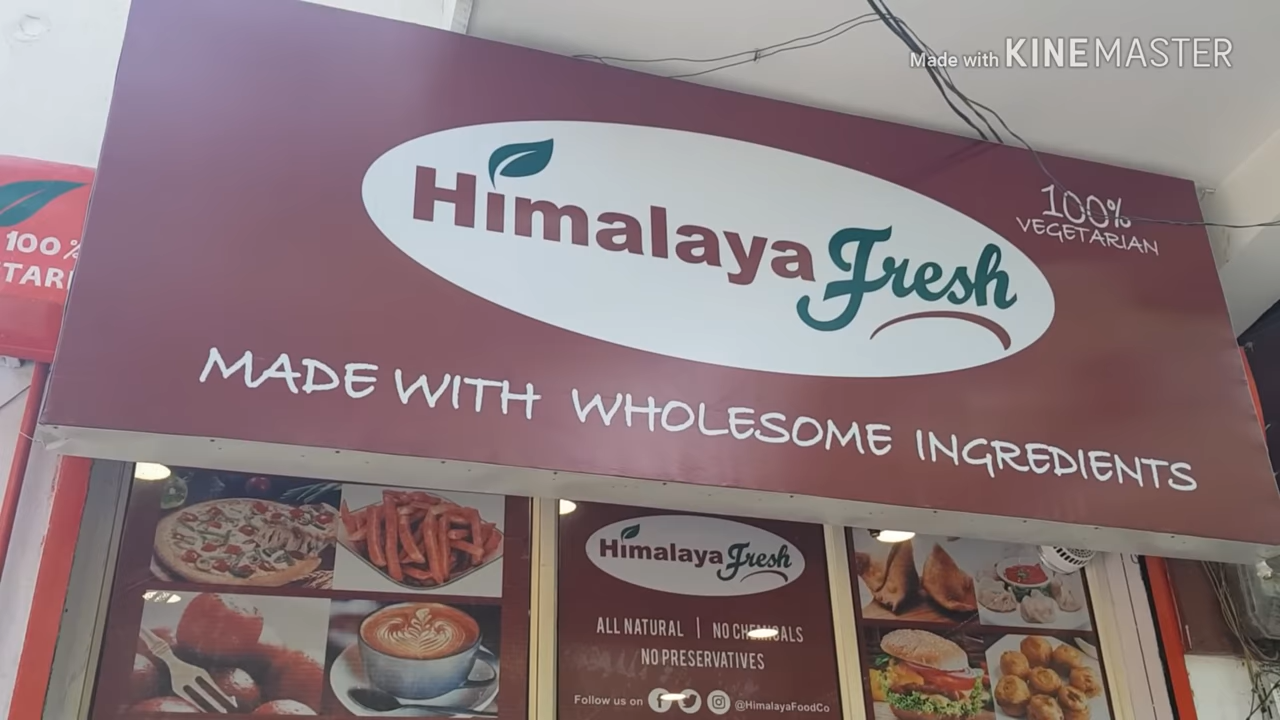 Made with KINEMASTER
Himalaya Fresh
100%
VEGETARIAN
MADE WITH WHOLESOME INGREDIENTS
100%
Himalaya Fresh
ALL NATURAL | NO CHEMICALS
NO PRESERVATIVES
Follow us on @HimalayaFoodCo